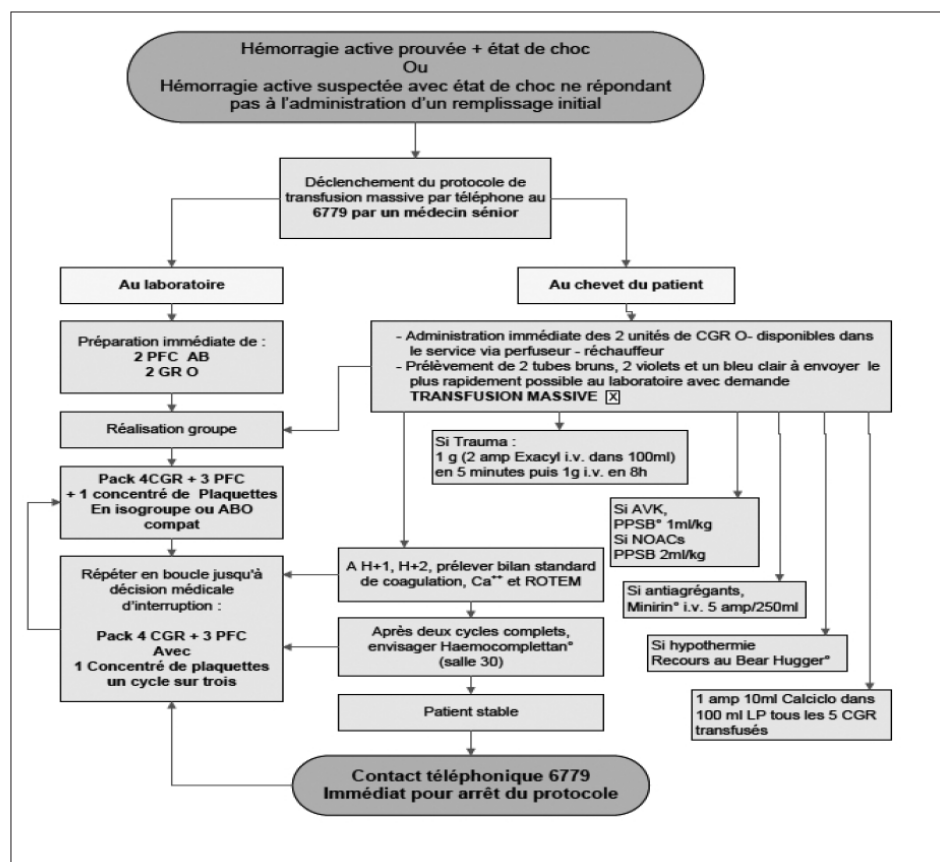 Hémorragie active prouvée + état de choc
Ou
Hémorragie active suspectée avec état de choc ne répondant
pas à l'administration d'un remplissage initial
Déclenchement du protocole de
transfusion massive par téléphone au
6779 par un médecin sénior
Au laboratoire
Préparation immédiate de :
2 PFC AB
2 GR O
Réalisation groupe
Pack 4CGR + 3 PFC
+ 1 concentré de Plaquettes
En isogroupe ou ABO
compat
Répéter en boucle jusqu'à
décision médicale
d'interruption :
Pack 4 CGR + 3 PFC
Avec
1 Concentré de plaquettes
un cycle sur trois
Au chevet du patient
- Administration immédiate des 2 unités de CGR O- disponibles dans
le service via perfuseur - réchauffeur
- Prélèvement de 2 tubes bruns, 2 violets et un bleu clair à envoyer le
plus rapidement possible au laboratoire avec demande
TRANSFUSION MASSIVE X
Si Trauma :
1 g (2 amp Exacyl i.v. dans 100ml)
en 5 minutes puis 1g i.v. en 8h
Si AVK,
PPSB° 1ml/kg
Si NOACs
PPSB 2ml/kg
A H+1, H+2, prélever bilan standard
de coagulation, Ca⁺⁺ et ROTEM
Si antiagrégants,
Minirin° i.v. 5 amp/250ml
Après deux cycles complets,
envisager Haemocomplettan°
(salle 30)
Si hypothermie
Recours au Bear Hugger°
1 amp 10ml Calciclo dans
100 ml LP tous les 5 CGR
transfusés
Patient stable
Contact téléphonique 6779
Immédiat pour arrêt du protocole